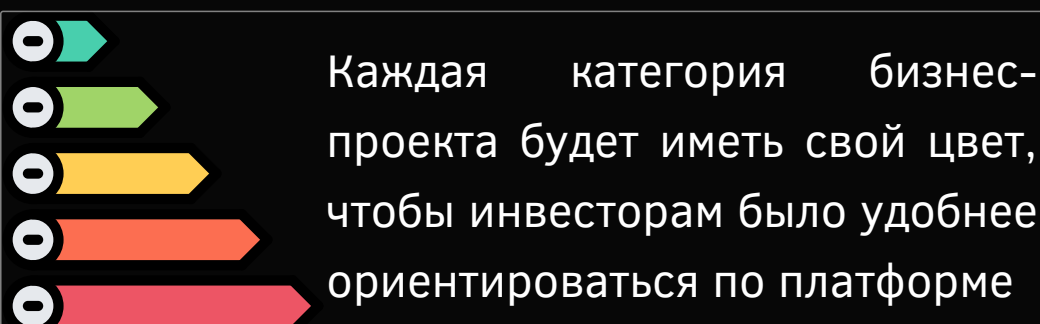 Каждая категория бизнес-
проекта будет иметь свой цвет,
чтобы инвесторам было удобнее
ориентироваться по платформе